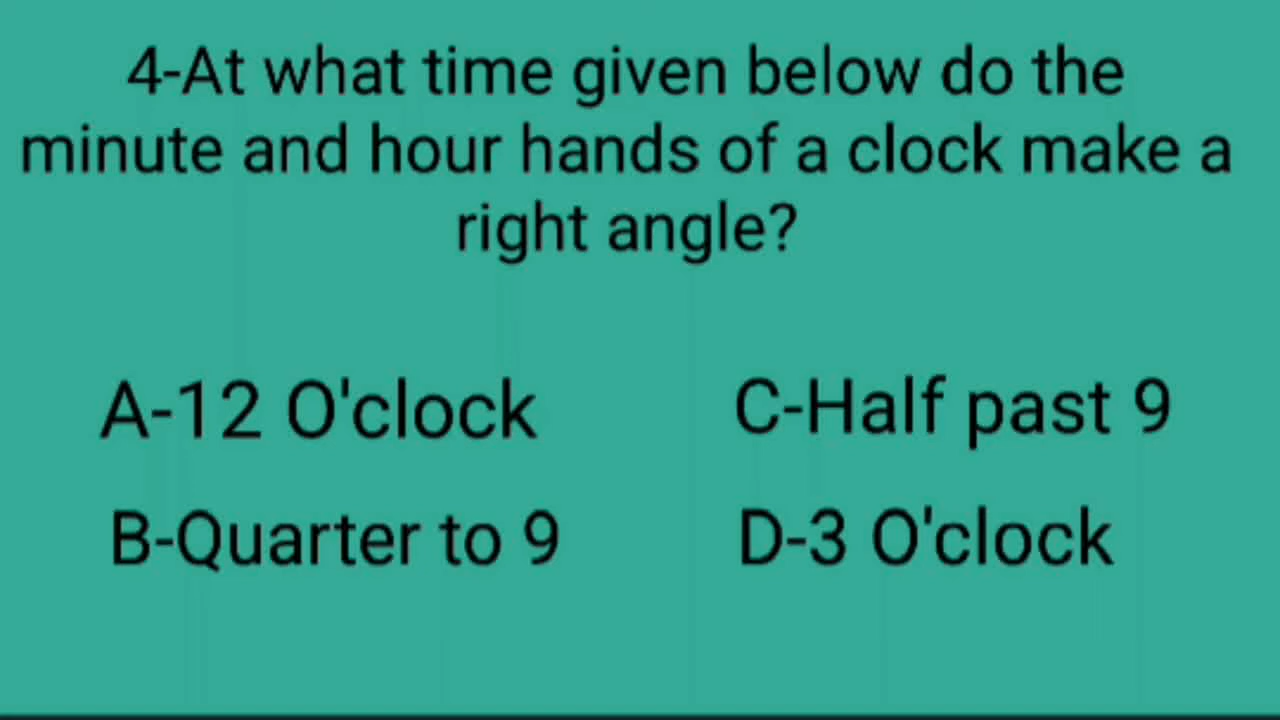 4-At what time given below do the
minute and hour hands of a clock make a
right angle?
A-12 O'clock
C-Half past 9
B-Quarter to 9
D-3 O'clock